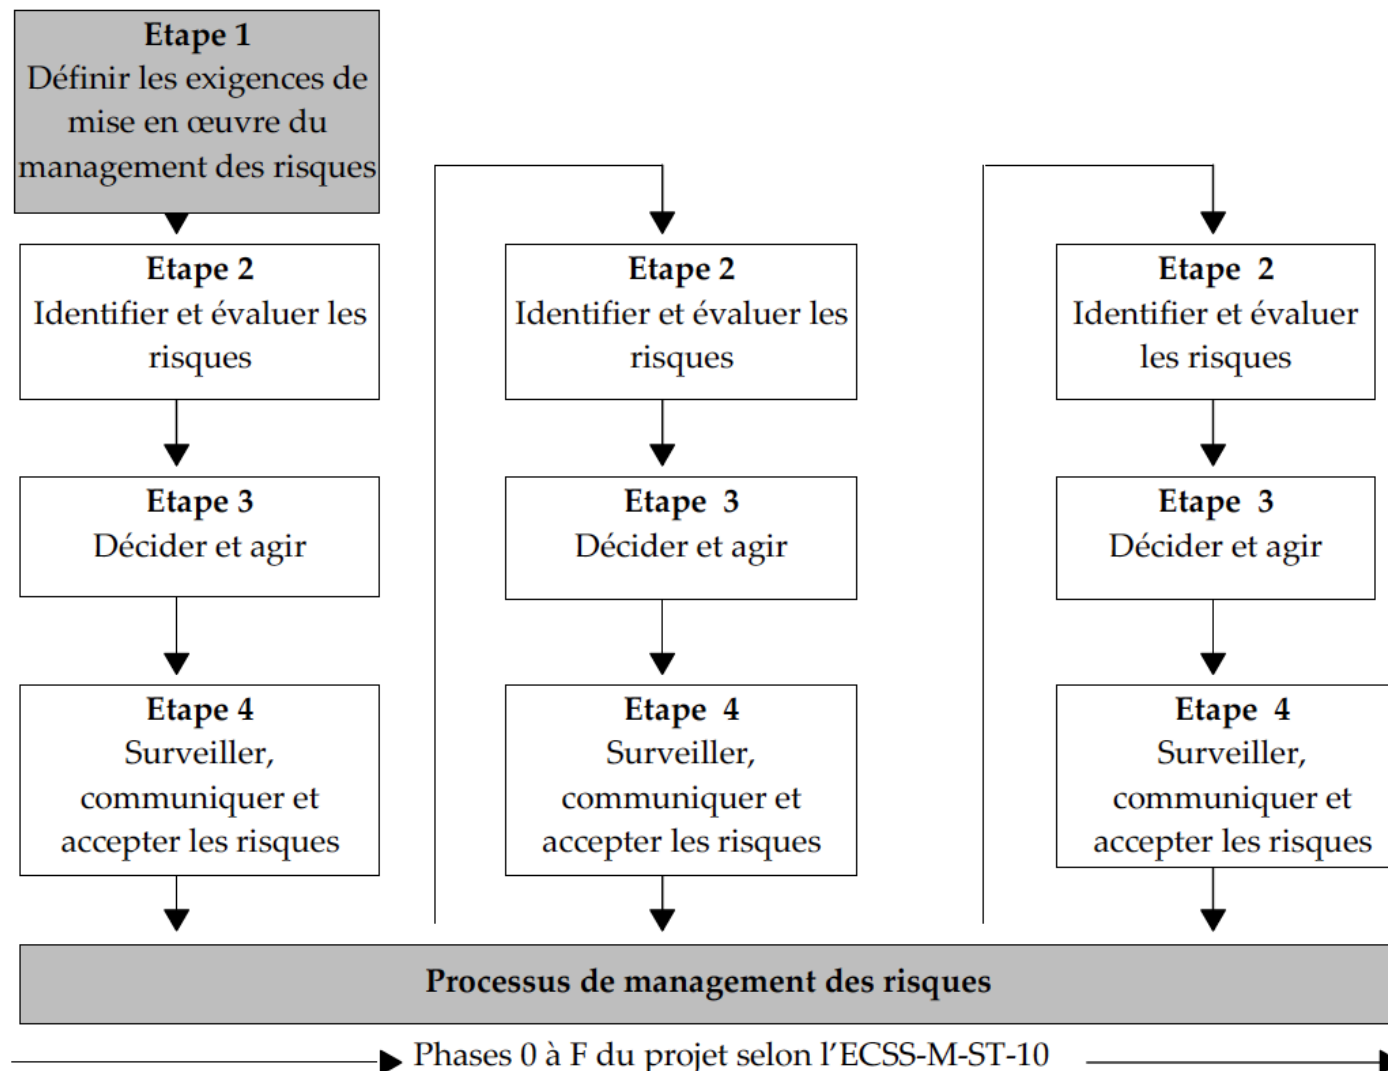 Etape 1
Définir les exigences de
mise en œuvre du
management des risques
Etape 2
Identifier et évaluer les
risques
Etape 3
Décider et agir
Etape 4
Surveiller,
communiquer et
accepter les risques
Etape 2
Identifier et évaluer les
risques
Etape 3
Décider et agir
Etape 4
Surveiller,
communiquer et
accepter les risques
Etape 2
Identifier et évaluer
les risques
Etape 3
Décider et agir
Etape 4
Surveiller,
communiquer et
accepter les risques
Processus de management des risques
Phases 0 à F du projet selon l’ECSS-M-ST-10